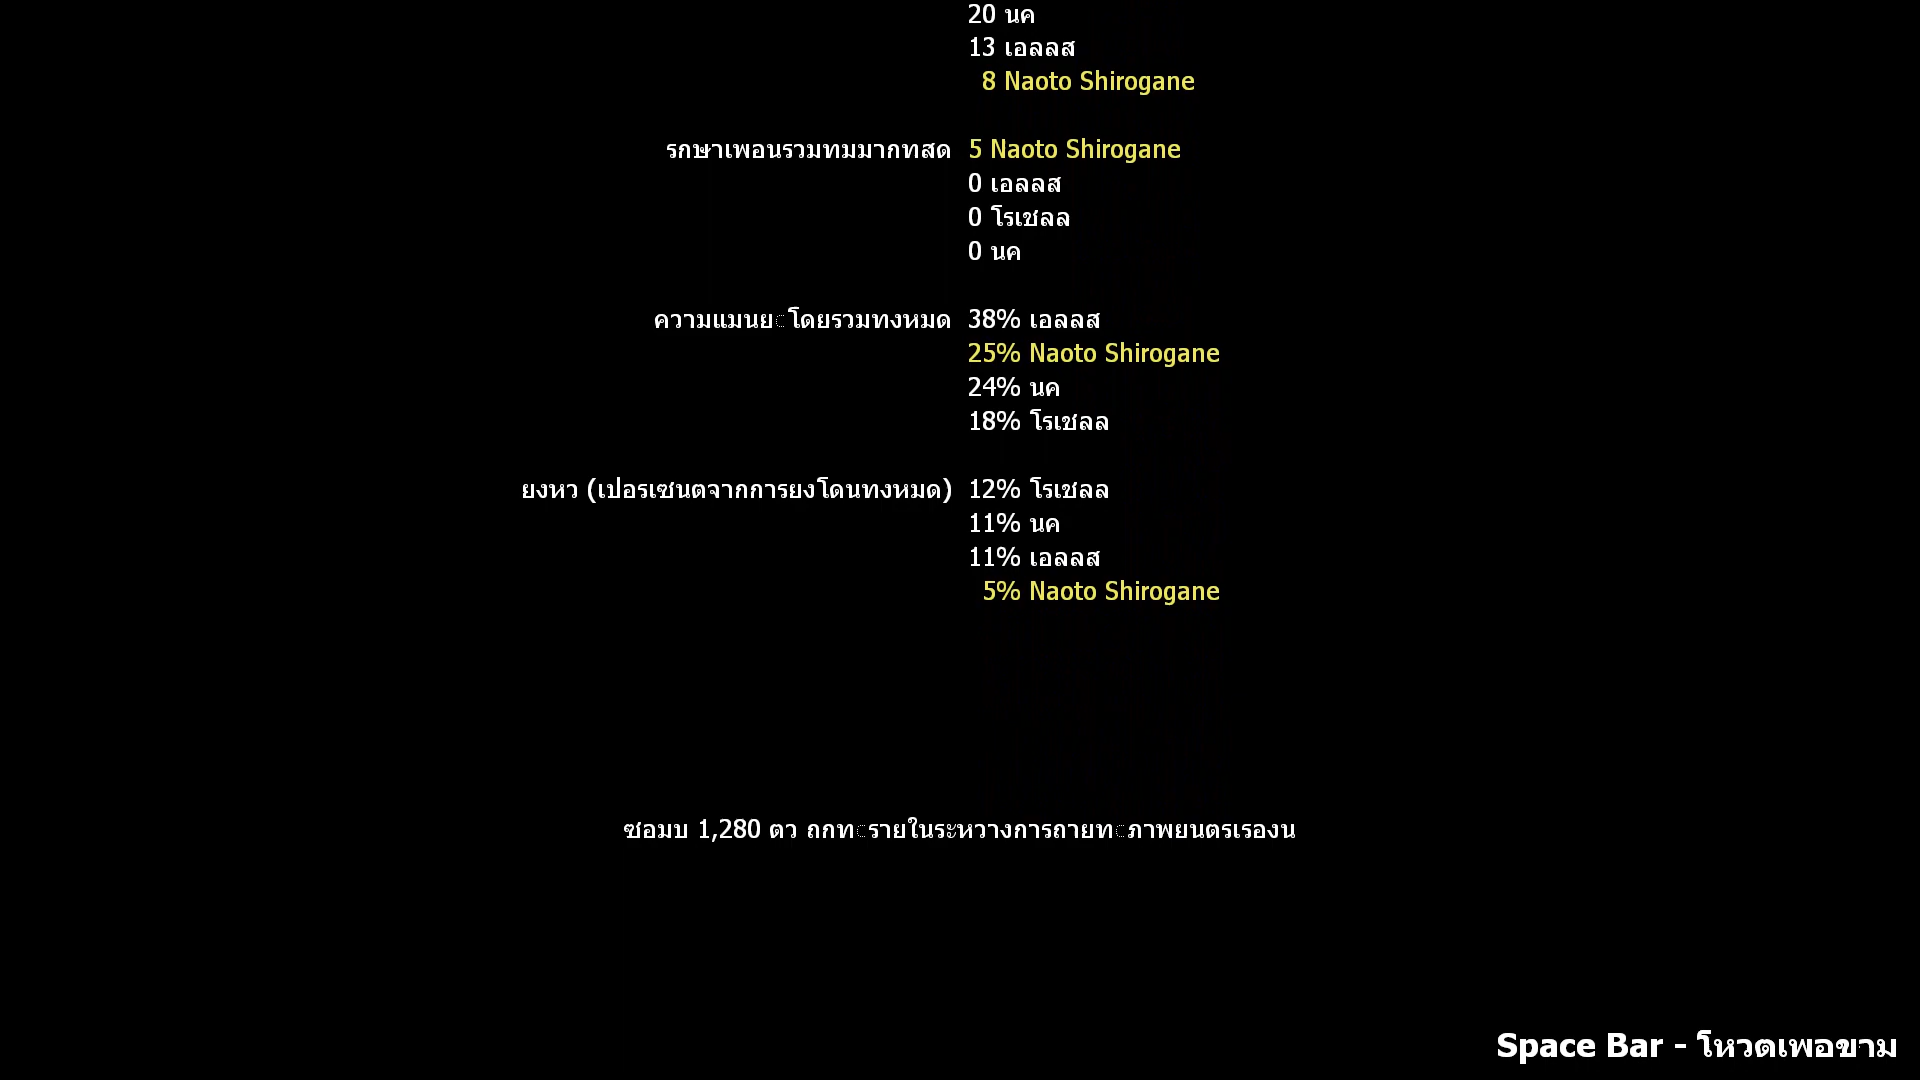 20 นค
13 เอลลส
8 Naoto Shirogane
รกษาเพอนรวมทมมากทสด 5 Naoto Shirogane
0 เอลลส
0 โรเชลล
0 นค
ความแมนย◌โดยรวมทงหมด 38% เอลลส
25% Naoto Shirogane
24% นค
18% โรเชลล
ยงหว (เปอรเซนตจากการยงโดนทงหมด) 12% โรเชลล
11% นค
11% เอลลส
5% Naoto Shirogane
ซอมบ 1,280 ตว ถกท◌รายในระหวางการถายท◌ภาพยนตรเรองน
Space Bar - โหวตเพอขาม